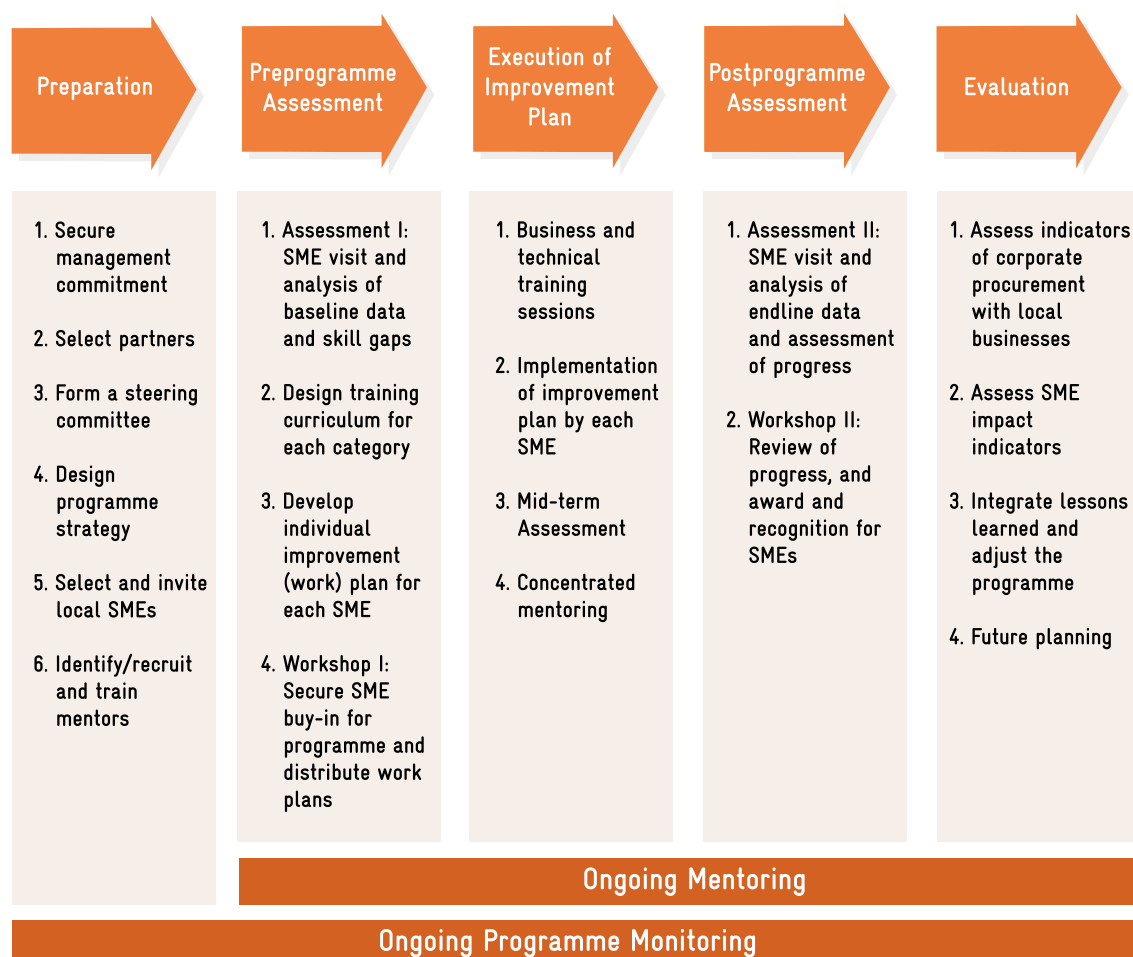 Preparation
Preprogramme
Assessment
Execution of
Improvement
Plan
Postprogramme
Assessment
Evaluation
1. Secure
management
commitment
2. Select partners
3. Form a steering
committee
4. Design
programme
strategy
5. Select and invite
local SMEs
6. Identify/recruit
and train
mentors
1. Assessment I:
SME visit and
analysis of
baseline data
and skill gaps
2. Design training
curriculum for
each category
3. Develop
individual
improvement
(work) plan for
each SME
4. Workshop I:
Secure SME
buy-in for
programme and
distribute work
plans
1. Business and
technical
training
sessions
2. Implementation
of improvement
plan by each
SME
3. Mid-term
Assessment
4. Concentrated
mentoring
1. Assessment II:
SME visit and
analysis of
endline data
and assessment
of progress
2. Workshop II:
Review of
progress, and
award and
recognition for
SMEs
1. Assess indicators
of corporate
procurement
with local
businesses
2. Assess SME
impact
indicators
3. Integrate lessons
learned and
adjust the
programme
4. Future planning
Ongoing Mentoring
Ongoing Programme Monitoring